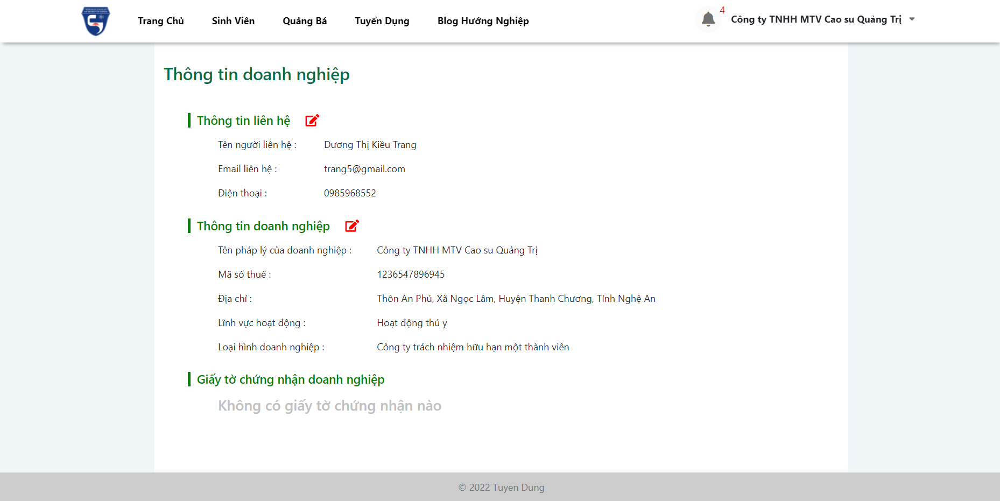 Trang Chủ Sinh Viên Quảng Bá Tuyển Dụng Blog Hướng Nghiệp 4 Công ty TNHH MTV Cao su Quảng Trị
Thông tin doanh nghiệp
Thông tin liên hệ
Tên người liên hệ : Dương Thị Kiều Trang
Email liên hệ : trang5@gmail.com
Điện thoại : 0985968552
Thông tin doanh nghiệp
Tên pháp lý của doanh nghiệp : Công ty TNHH MTV Cao su Quảng Trị
Mã số thuế : 1236547896945
Địa chỉ : Thôn An Phú, Xã Ngọc Lâm, Huyện Thanh Chương, Tỉnh Nghệ An
Lĩnh vực hoạt động : Hoạt động thú y
Loại hình doanh nghiệp : Công ty trách nhiệm hữu hạn một thành viên
Giấy tờ chứng nhận doanh nghiệp
Không có giấy tờ chứng nhận nào
© 2022 Tuyen Dung